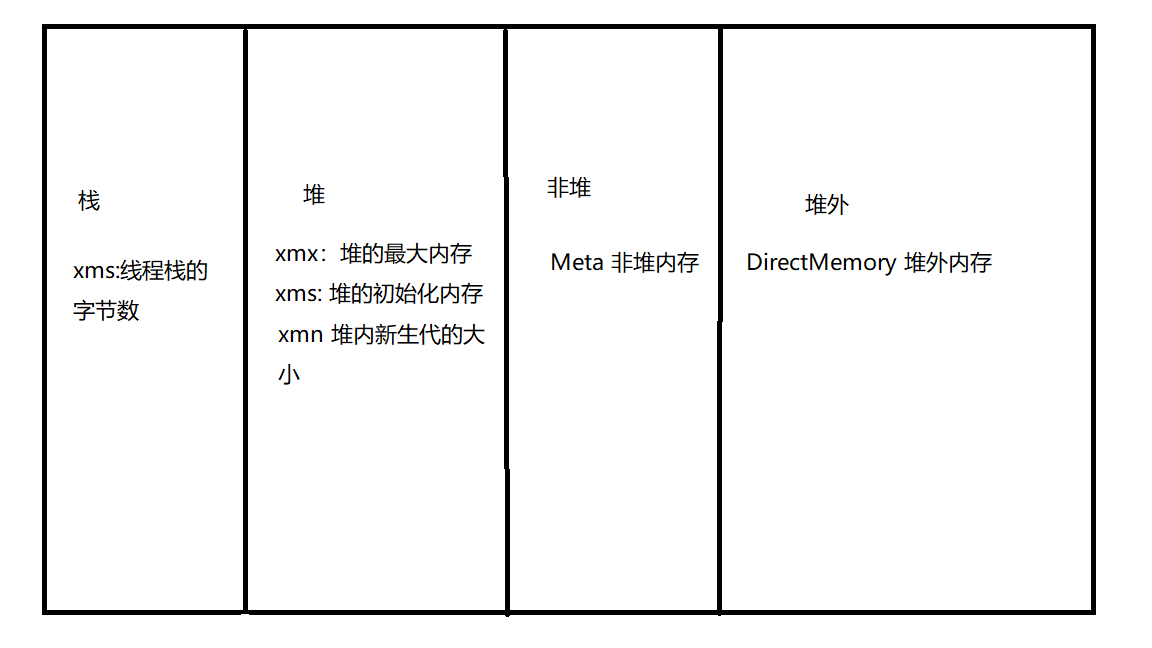 栈
xms:线程栈的
字节数
堆
xmx：堆的最大内存
xms: 堆的初始化内存
xmn 堆内新生代的大
小
非堆
Meta 非堆内存
堆外
DirectMemory 堆外内存